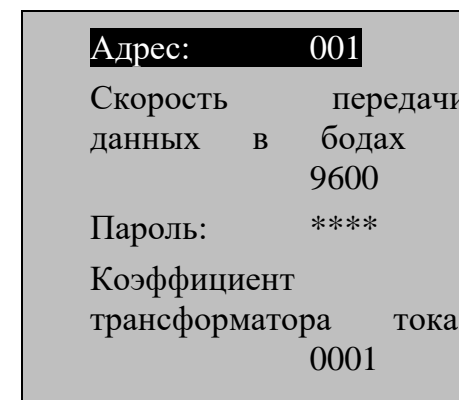 Адрес: 001
Скорость передачи
данных в бодах
9600
Пароль: ****
Коэффициент
трансформатора тока
0001